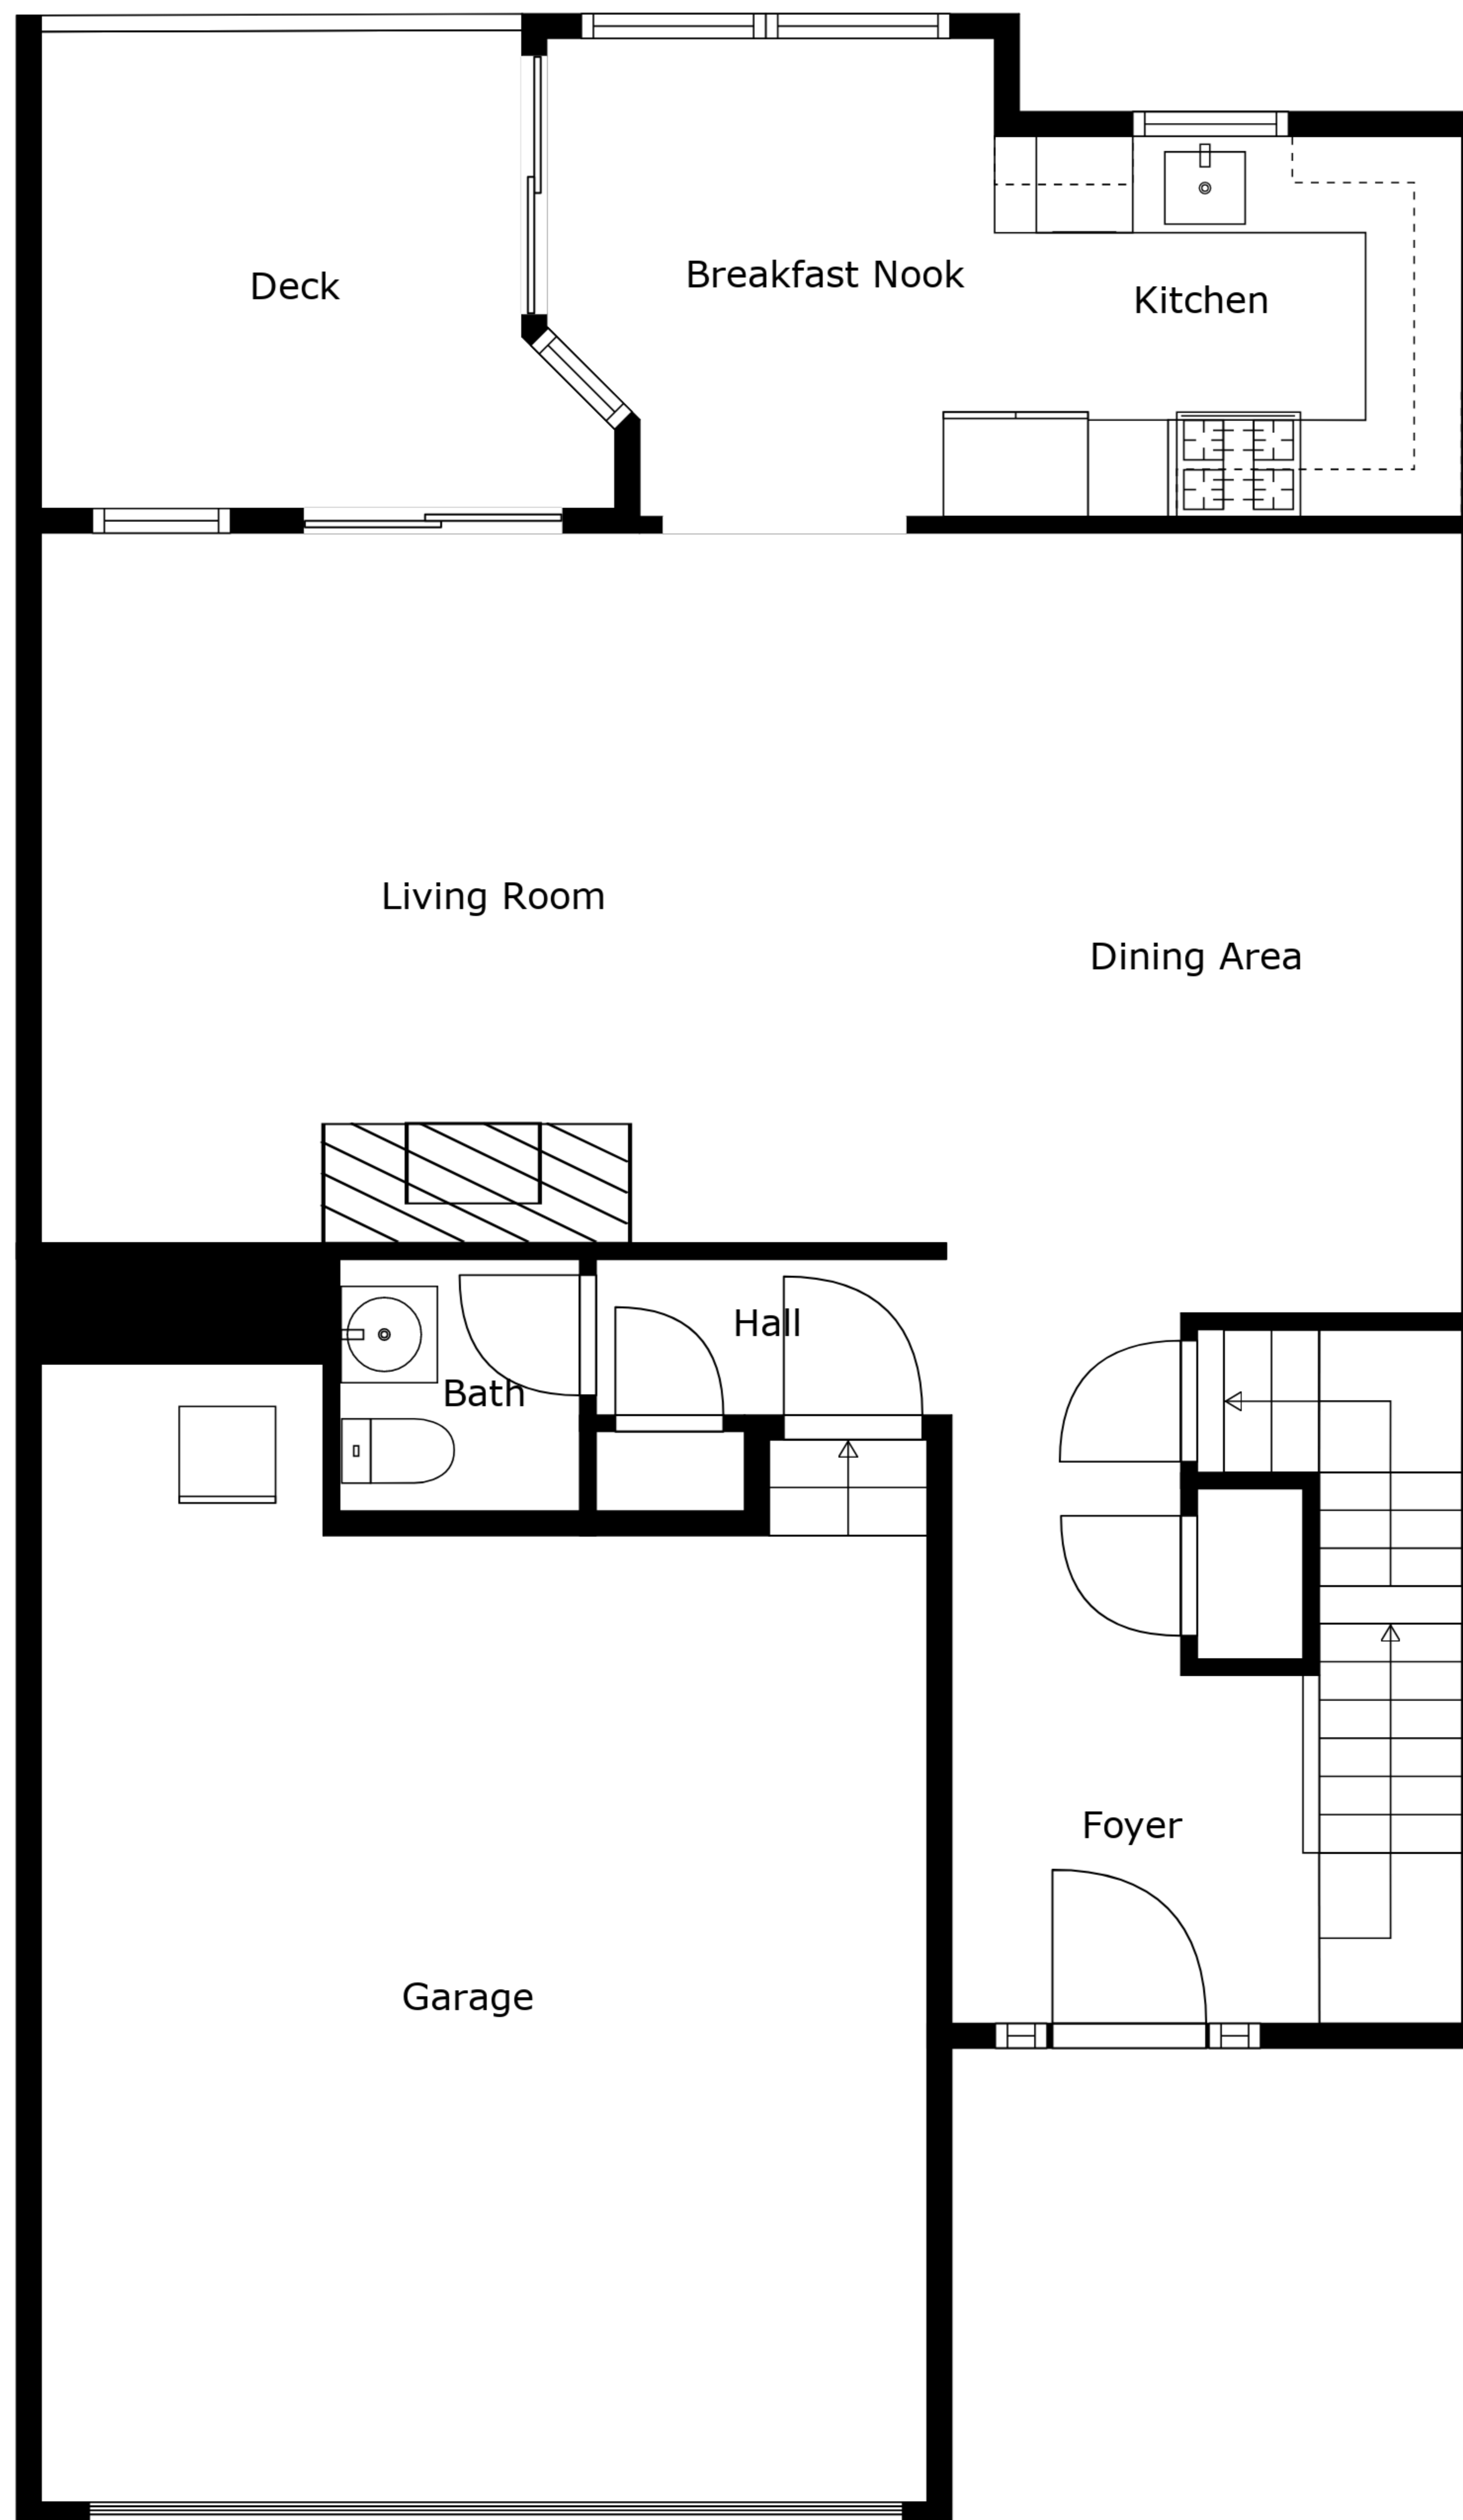 Deck
Breakfast Nook
Kitchen
Living Room
Dining Area
Hall
Bath
Foyer
Garage